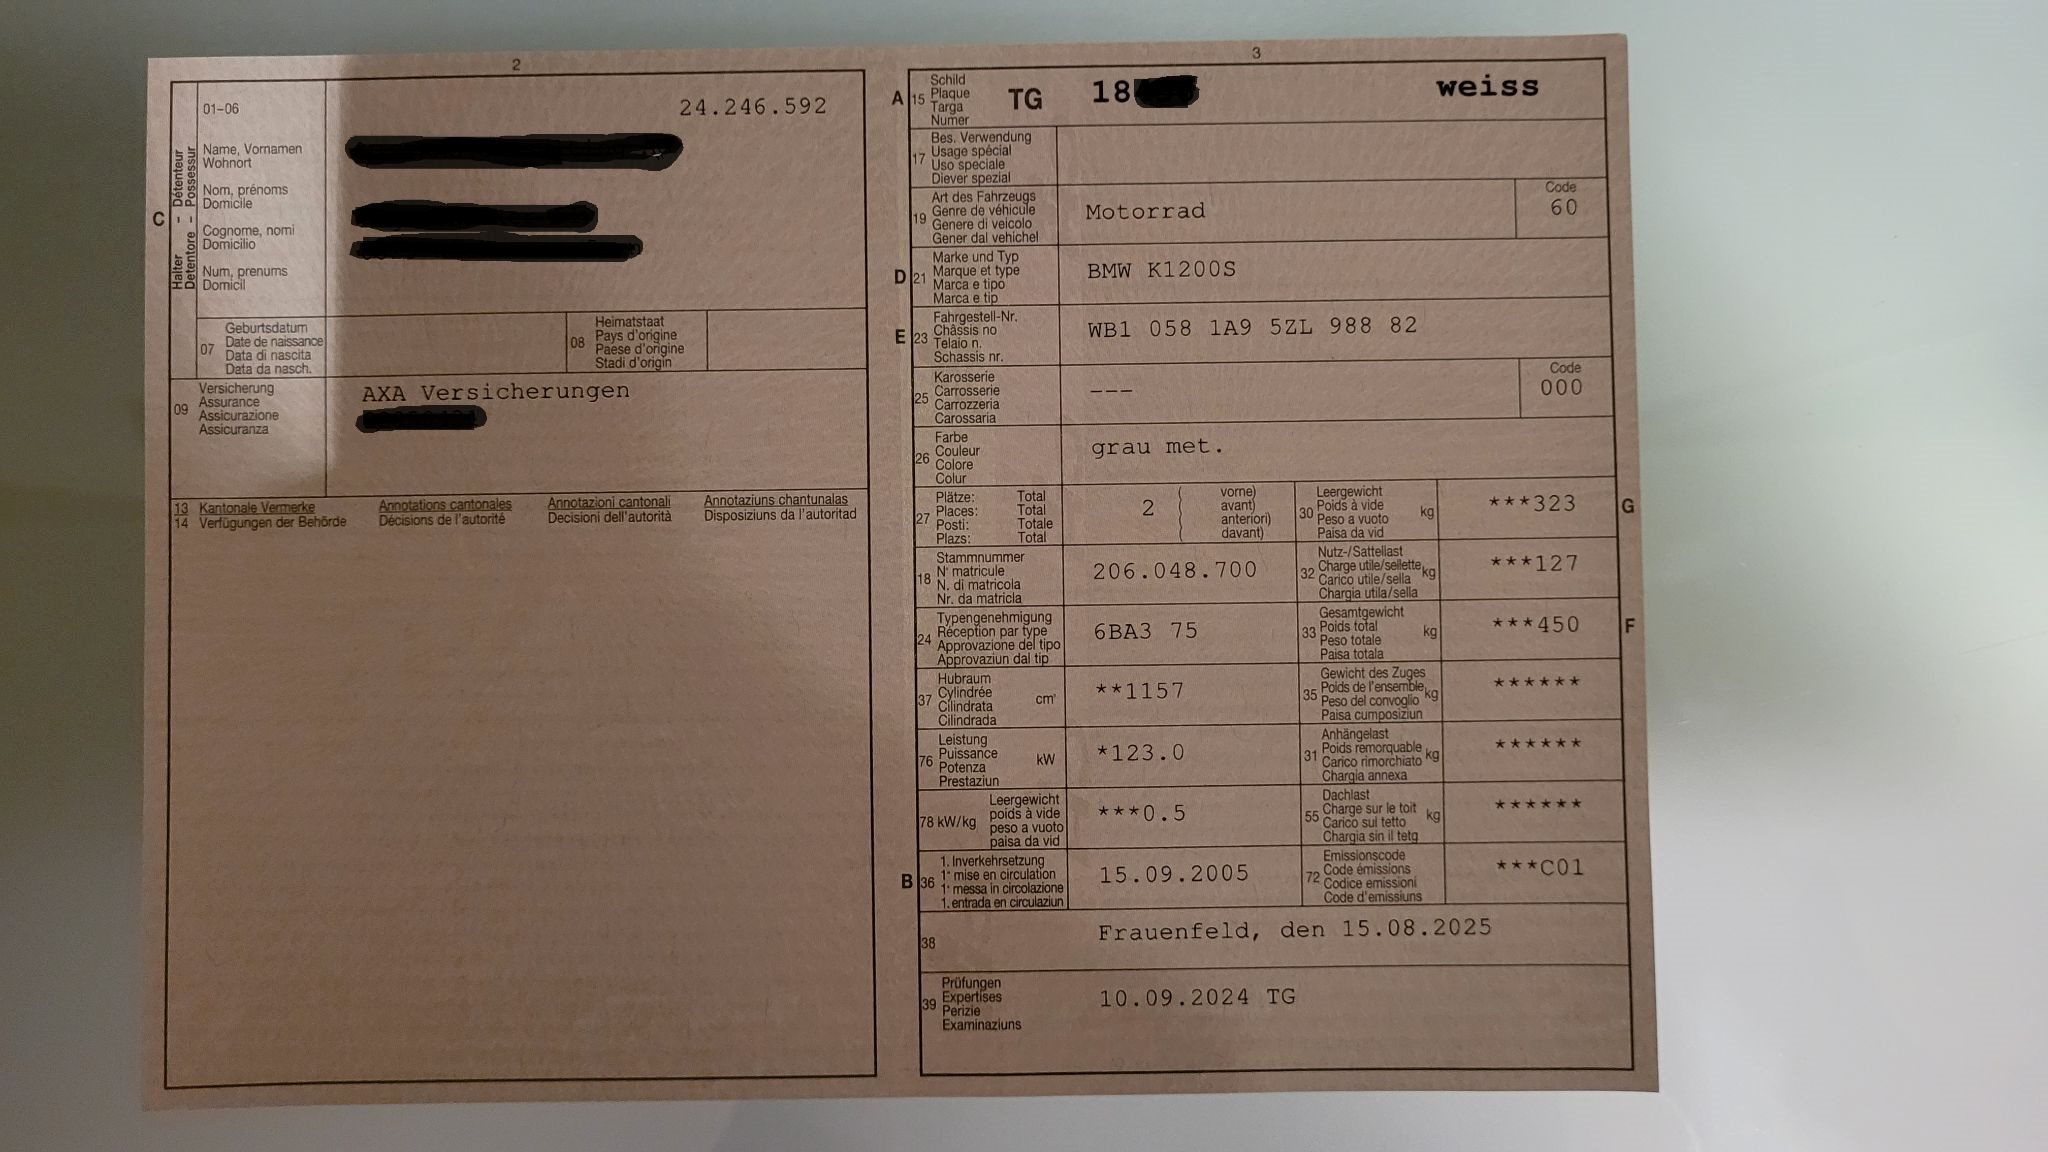 2
01-06
24.246.592
C
Halter – Détenteur
Detentore – Possessur
Name, Vornamen
Wohnort
Nom, prénoms
Domicile
Cognome, nomi
Domicilio
Num, prenums
Domicil
07
Geburtsdatum
Date de naissance
Data di nascita
Data da nasch.
08
Heimatstaat
Pays d'origine
Paese d'origine
Stadi d'origin
09
Versicherung
Assurance
Assicurazione
Assicuranza
AXA Versicherungen
13 Kantonale Vermerke Annotations cantonales Annotazioni cantonali Annotaziuns chantunalas
14 Verfügungen der Behörde Décisions de l'autorité Decisioni dell'autorità Disposiziuns da l'autoritad
3
A 15
Schild
Plaque
Targa
Numer
TG 18 weiss
17
Bes. Verwendung
Usage spécial
Uso speciale
Diever spezial
19
Art des Fahrzeugs
Genre de véhicule
Genere di veicolo
Gener dal vehichel
Motorrad
Code
60
D 21
Marke und Typ
Marque et type
Marca e tipo
Marca e tip
BMW K1200S
E 23
Fahrgestell-Nr.
Châssis no
Telaio n.
Schassis nr.
WB1 058 1A9 5ZL 988 82
25
Karosserie
Carrosserie
Carrozzeria
Carossaria
---
Code
000
26
Farbe
Couleur
Colore
Colur
grau met.
27
Plätze: Total
Places: Total
Posti: Totale
Plazs: Total
2
( vorne)
( avant)
( anteriori)
( davant)
30
Leergewicht
Poids à vide
Peso a vuoto
Paisa da vid
kg
***323
G
18
Stammnummer
N° matricule
N. di matricola
Nr. da matricla
206.048.700
32
Nutz-/Sattellast
Charge utile/sellette
Carico utile/sella
Chargia utila/sella
kg
***127
24
Typengenehmigung
Réception par type
Approvazione del tipo
Approvaziun dal tip
6BA3 75
33
Gesamtgewicht
Poids total
Peso totale
Paisa totala
kg
***450
F
37
Hubraum
Cylindrée
Cilindrata
Cilindrada
cm³
**1157
35
Gewicht des Zuges
Poids de l'ensemble
Peso del convoglio
Paisa cumposiziun
kg
******
76
Leistung
Puissance
Potenza
Prestaziun
kW
*123.0
31
Anhängelast
Poids remorquable
Carico rimorchiato
Chargia annexa
kg
******
78 kW/kg
Leergewicht
poids à vide
peso a vuoto
paisa da vid
***0.5
55
Dachlast
Charge sur le toit
Carico sul tetto
Chargia sin il tetg
kg
******
B 36
1. Inverkehrsetzung
1e mise en circulation
1a messa in circolazione
1. entrada en circulaziun
15.09.2005
72
Emissionscode
Code émissions
Codice emissioni
Code d'emissiuns
***C01
38
Frauenfeld, den 15.08.2025
39
Prüfungen
Expertises
Perizie
Examinaziuns
10.09.2024 TG